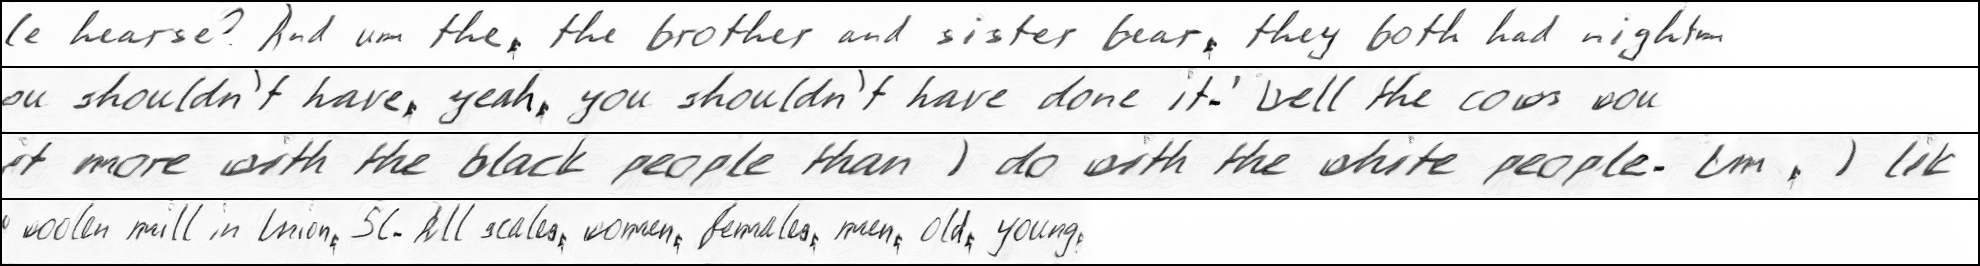 le hearse? And um the, the brother and sister bear, they both had nightm
ou shouldn't have, yeah, you shouldn't have done it.' Well the cows wou
it more with the black people than I do with the white people. Um, I lik
woolen mill in Union, SC. All scales, women, females, men, old, young,